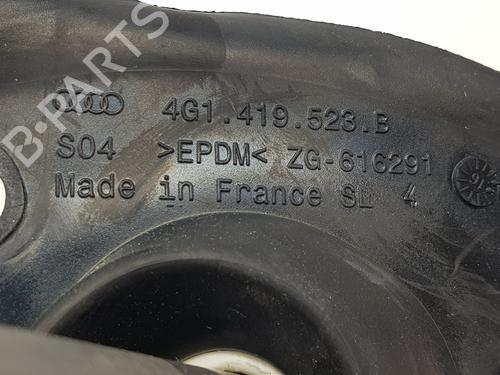 B-PARTS
4G1.419.523.B
S04 >EPDM< ZG-616291
Made in France SL 4